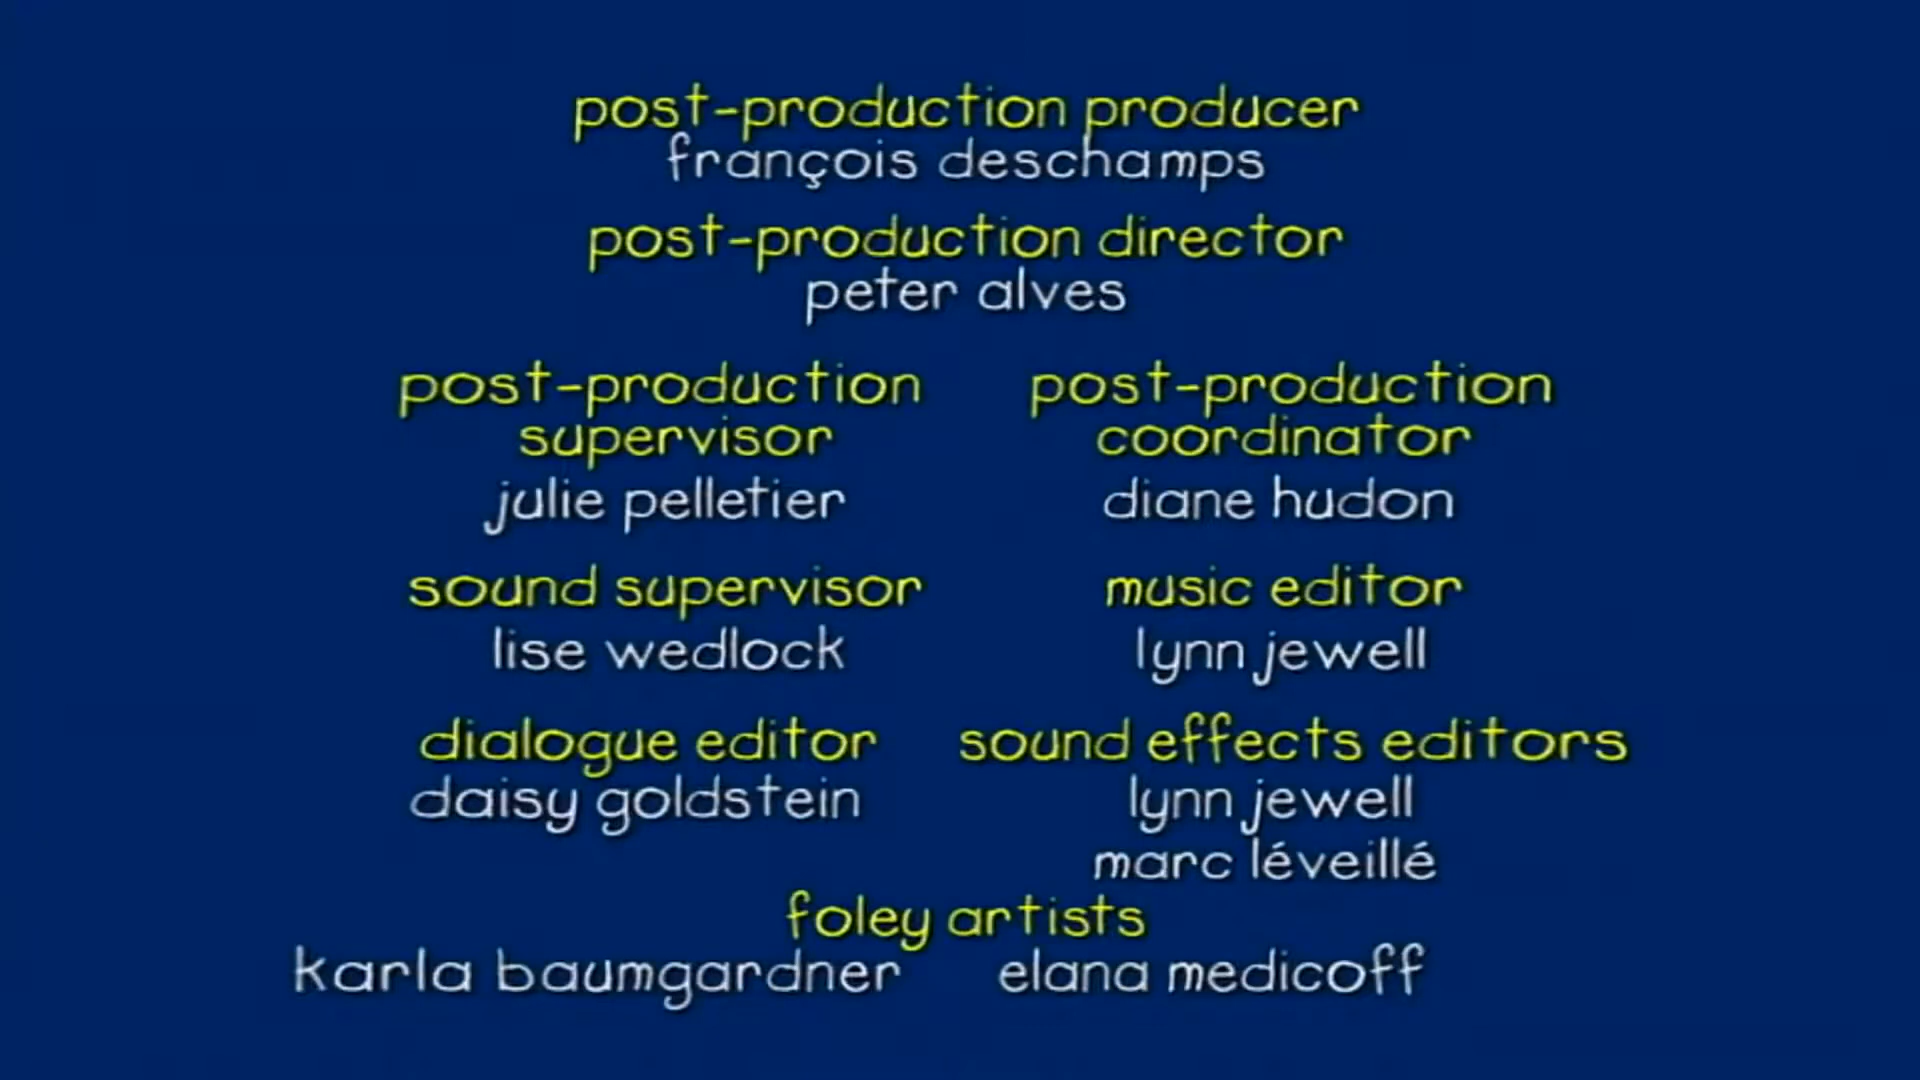 post-production producer
françois deschamps
post-production director
peter alves
post-production
supervisor
julie pelletier
post-production
coordinator
diane hudon
sound supervisor
lise wedlock
music editor
lynn jewell
dialogue editor
daisy goldstein
sound effects editors
lynn jewell
marc léveillé
foley artists
karla baumgardner
elana medicoff